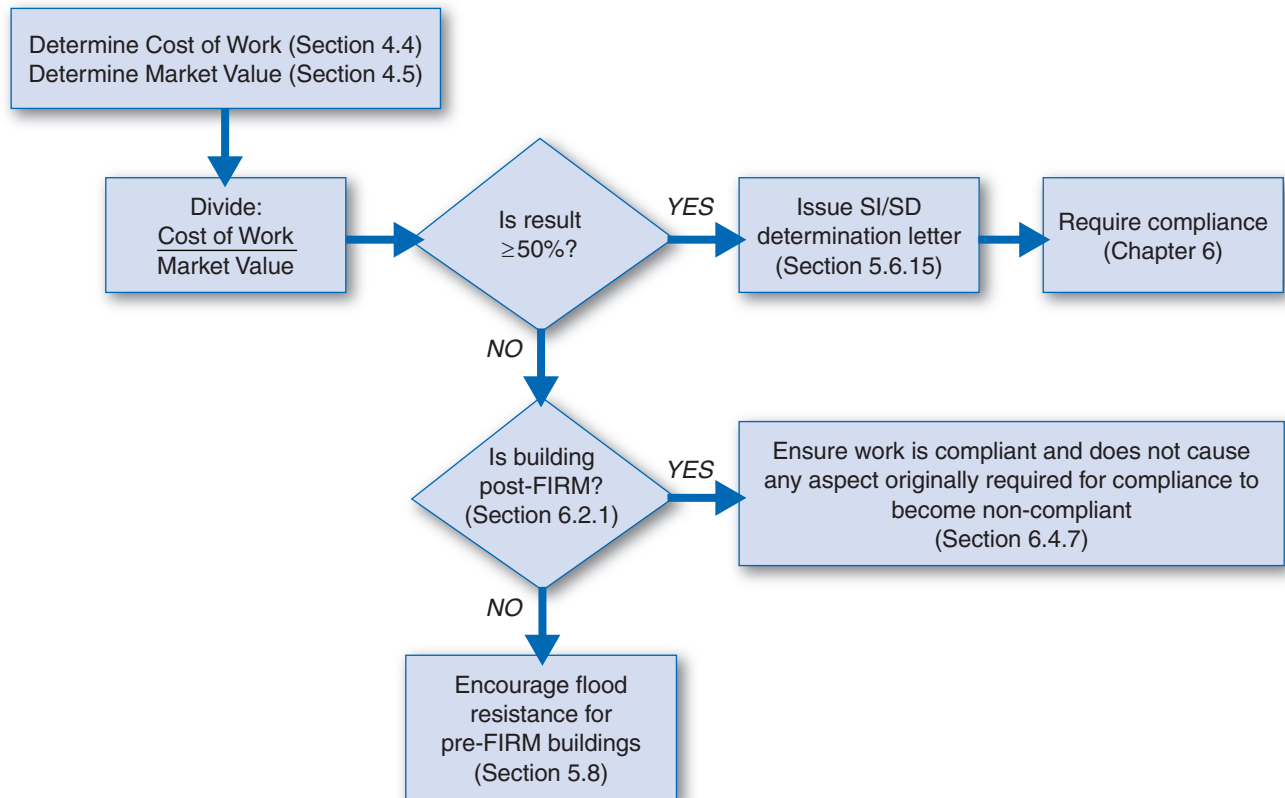 Determine Cost of Work (Section 4.4)
Determine Market Value (Section 4.5)
Divide:
Cost of Work
Market Value
Is result
≥50%?
YES
Issue SI/SD
determination letter
(Section 5.6.15)
Require compliance
(Chapter 6)
NO
Is building
post-FIRM?
(Section 6.2.1)
YES
Ensure work is compliant and does not cause
any aspect originally required for compliance to
become non-compliant
(Section 6.4.7)
NO
Encourage flood
resistance for
pre-FIRM buildings
(Section 5.8)